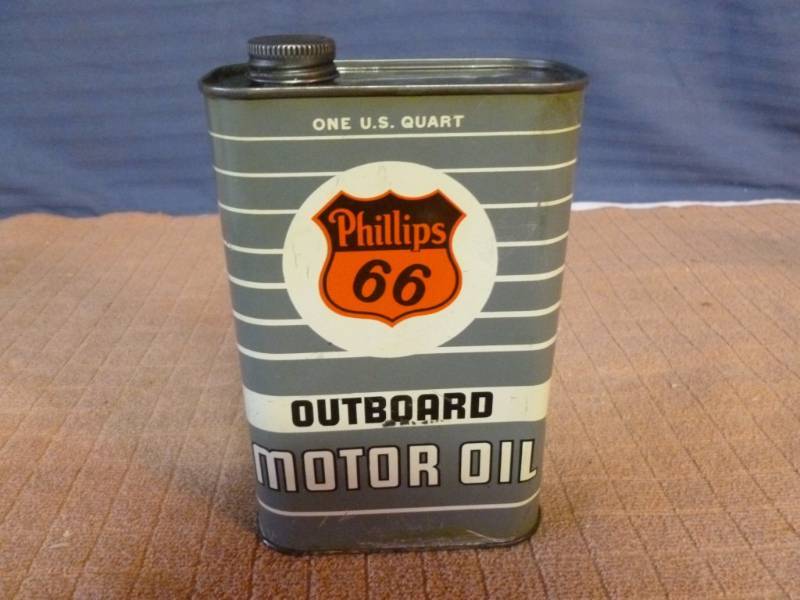 ONE U.S. QUART
Phillips
66
OUTBOARD
MOTOR OIL